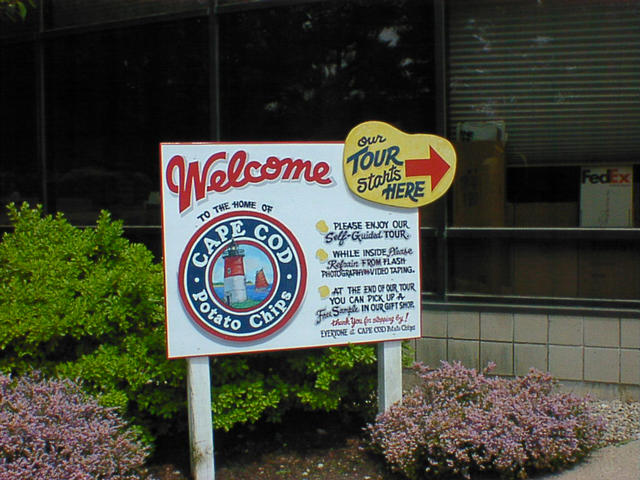 Welcome
TO THE HOME OF
CAPE COD
Potato Chips
OUR
TOUR
Starts
HERE
PLEASE ENJOY OUR
Self-Guided TOUR.
WHILE INSIDE Please
Refrain FROM FLASH
PHOTOGRAPHY OR VIDEO TAPING.
AT THE END OF OUR TOUR
YOU CAN PICK UP A
Free Sample IN OUR GIFT SHOP.
thank you for stopping by!
EVERYONE at CAPE COD Potato Chips
FedEx